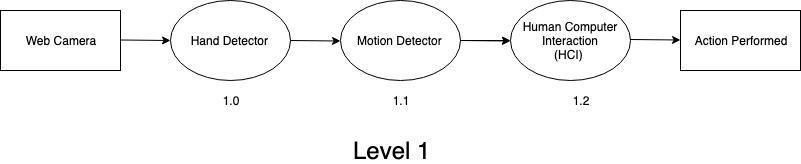 Web Camera
Hand Detector
Motion Detector
Human Computer
Interaction
(HCI)
Action Performed
1.0
1.1
1.2
Level 1